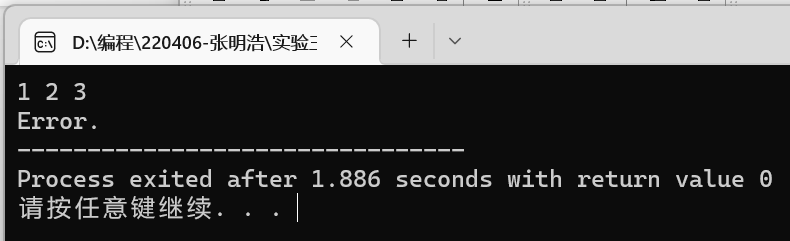 D:\编程\220406-张明浩\实验
1 2 3
Error.
--------------------------------
Process exited after 1.886 seconds with return value 0
请按任意键继续. . .